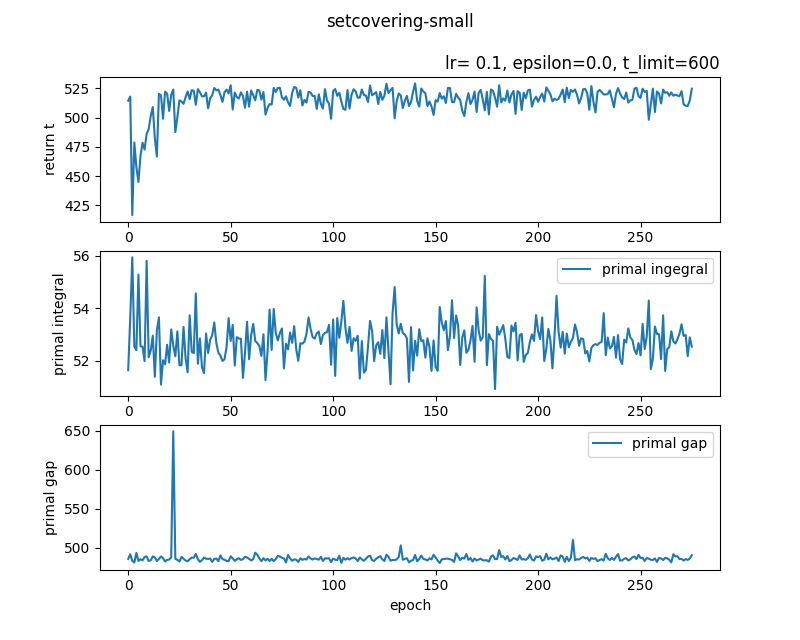 setcovering-small
lr= 0.1, epsilon=0.0, t_limit=600
525
500
475
450
425
return t
0 50 100 150 200 250
56
54
52
primal integral
primal ingegral
0 50 100 150 200 250
650
600
550
500
primal gap
primal gap
0 50 100 150 200 250
epoch